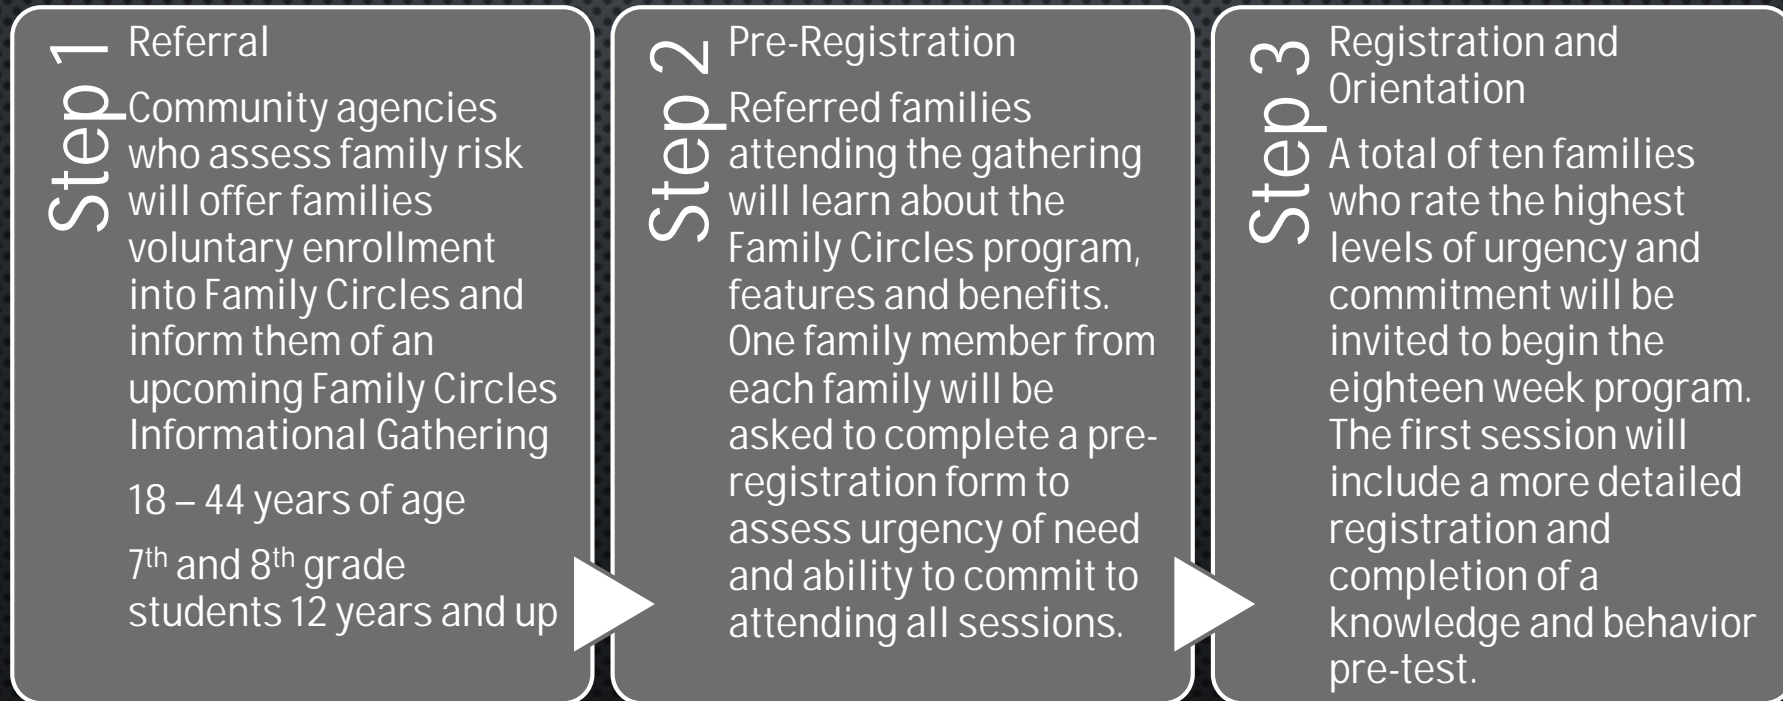 Step 1
Referral
Community agencies
who assess family risk
will offer families
voluntary enrollment
into Family Circles and
inform them of an
upcoming Family Circles
Informational Gathering
18 – 44 years of age
7th and 8th grade
students 12 years and up
Step 2
Pre-Registration
Referred families
attending the gathering
will learn about the
Family Circles program,
features and benefits.
One family member from
each family will be
asked to complete a pre-
registration form to
assess urgency of need
and ability to commit to
attending all sessions.
Step 3
Registration and
Orientation
A total of ten families
who rate the highest
levels of urgency and
commitment will be
invited to begin the
eighteen week program.
The first session will
include a more detailed
registration and
completion of a
knowledge and behavior
pre-test.